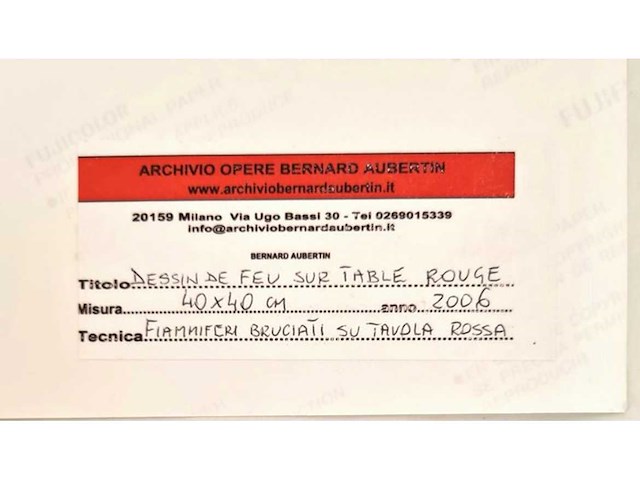 ARCHIVIO OPERE BERNARD AUBERTIN
www.archiviobernardaubertin.it
20159 Milano Via Ugo Bassi 30 - Tel 0269015339
info@archiviobernardaubertin.it
BERNARD AUBERTIN
Titolo DESSIN DE FEU SUR TABLE ROUGE
Misura 40x40 cm anno 2006
Tecnica FIAMMIFERI BRUCIATI SU TAVOLA ROSSA
FUJICOLOR